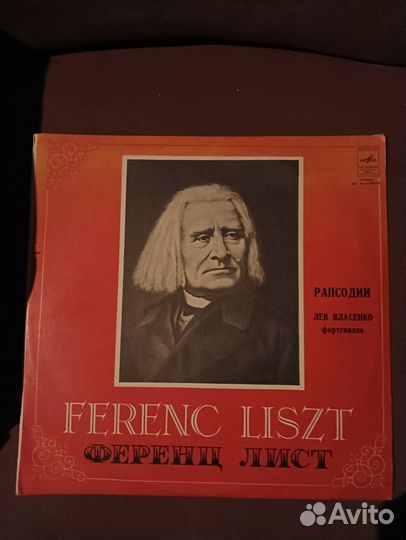 РАПСОДИИ
ЛЕВ ВЛАСЕНКО
фортепиано
FERENC LISZT
ФЕРЕНЦ ЛИСТ
Avito